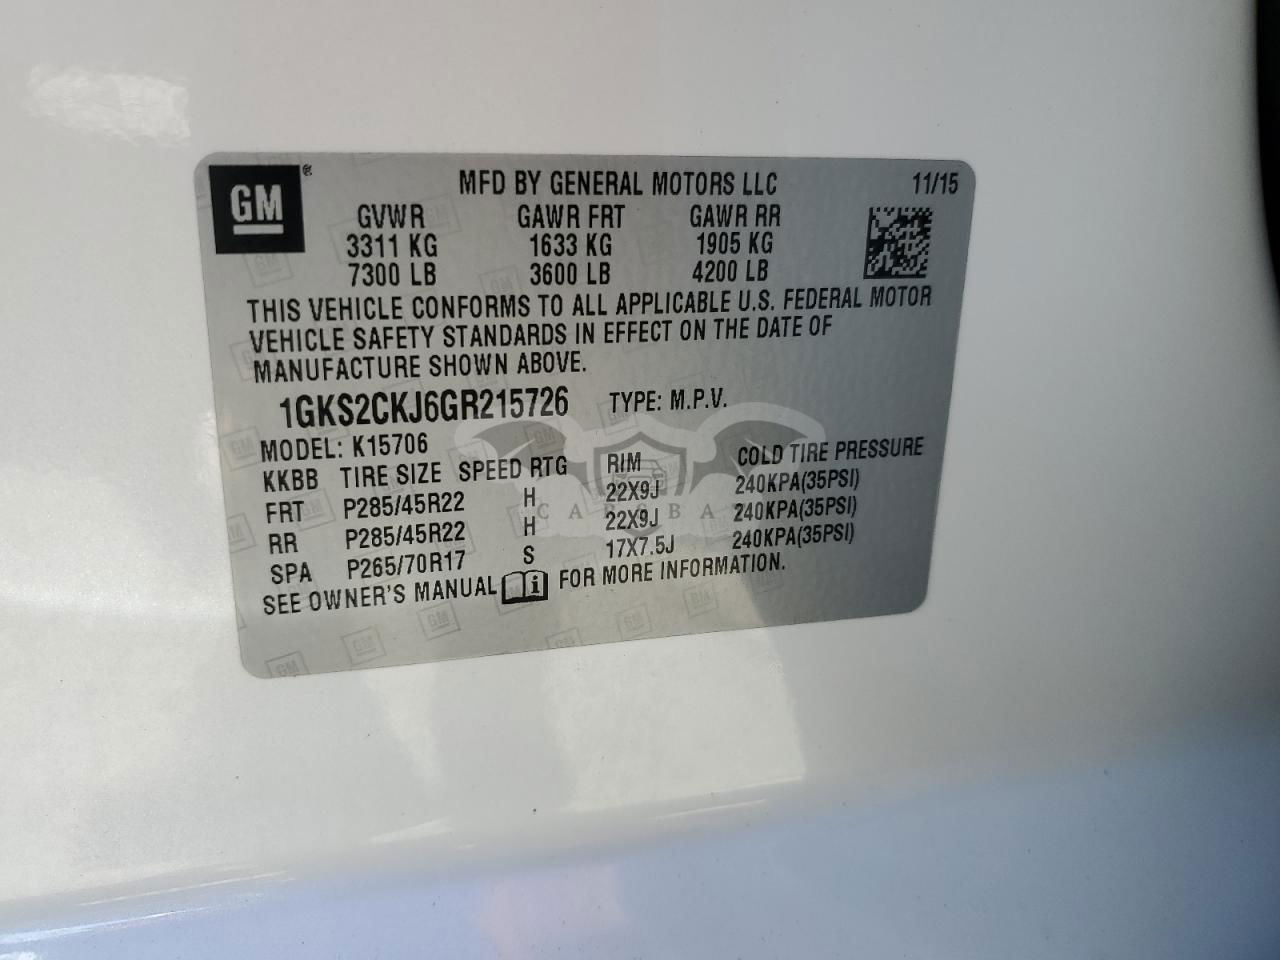 GM ® MFD BY GENERAL MOTORS LLC 11/15
GVWR GAWR FRT GAWR RR
3311 KG 1633 KG 1905 KG
7300 LB 3600 LB 4200 LB
THIS VEHICLE CONFORMS TO ALL APPLICABLE U.S. FEDERAL MOTOR
VEHICLE SAFETY STANDARDS IN EFFECT ON THE DATE OF
MANUFACTURE SHOWN ABOVE.
1GKS2CKJ6GR215726 TYPE: M.P.V.
MODEL: K15706
KKBB TIRE SIZE SPEED RTG RIM COLD TIRE PRESSURE
FRT P285/45R22 H 22X9J 240KPA(35PSI)
RR P285/45R22 H 22X9J 240KPA(35PSI)
SPA P265/70R17 S 17X7.5J 240KPA(35PSI)
SEE OWNER'S MANUAL i FOR MORE INFORMATION.